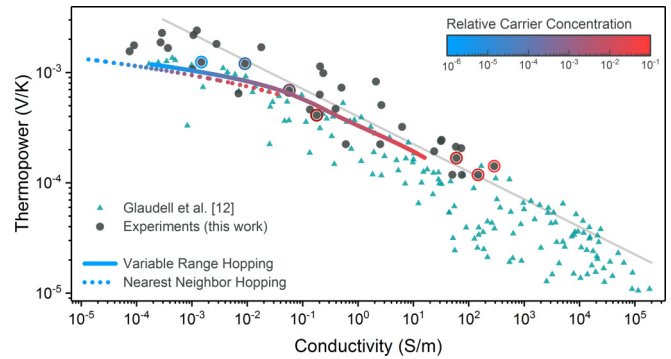 Relative Carrier Concentration
10⁻⁶ 10⁻⁵ 10⁻⁴ 10⁻³ 10⁻² 10⁻¹
Thermopower (V/K)
10⁻³
10⁻⁴
10⁻⁵
Glaudell et al. [12]
Experiments (this work)
Variable Range Hopping
Nearest Neighbor Hopping
10⁻⁵ 10⁻⁴ 10⁻³ 10⁻² 10⁻¹ 10⁰ 10¹ 10² 10³ 10⁴ 10⁵
Conductivity (S/m)